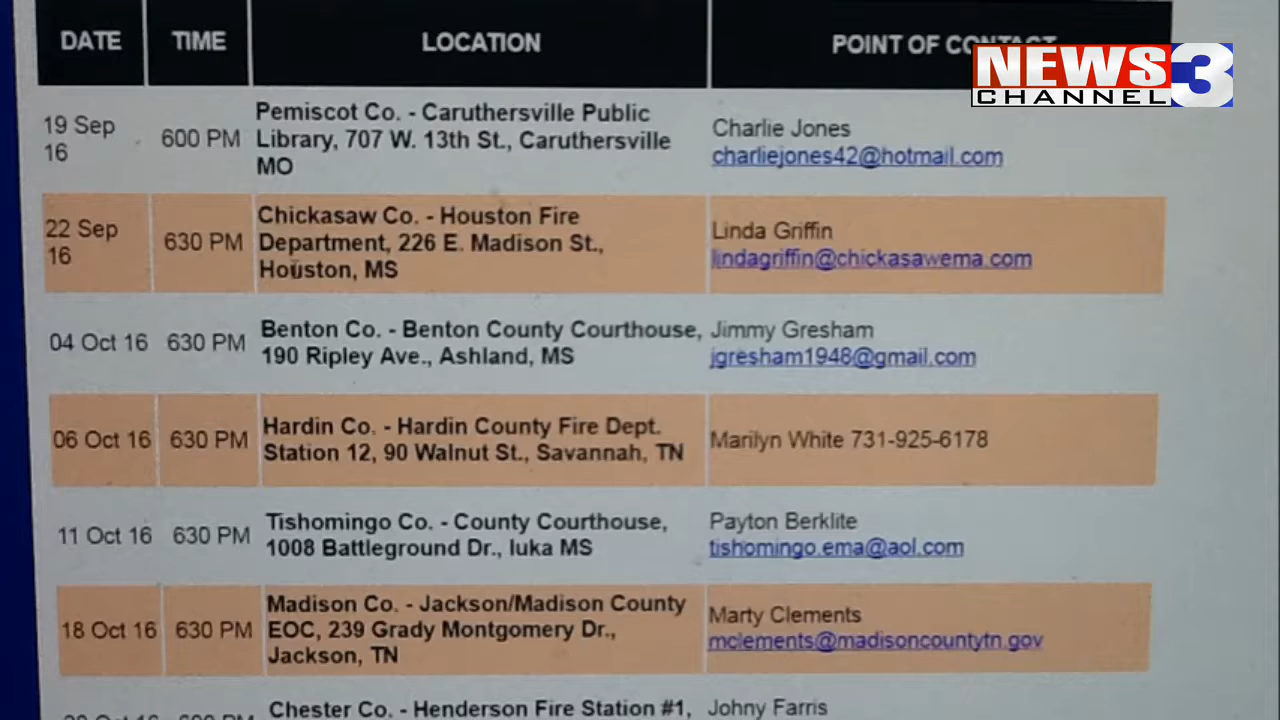 DATE TIME LOCATION POINT OF CONTACT
NEWS 3
CHANNEL
19 Sep
16
600 PM
Pemiscot Co. - Caruthersville Public
Library, 707 W. 13th St., Caruthersville
MO
Charlie Jones
charliejones42@hotmail.com
22 Sep
16
630 PM
Chickasaw Co. - Houston Fire
Department, 226 E. Madison St.,
Houston, MS
Linda Griffin
lindagriffin@chickasawema.com
04 Oct 16
630 PM
Benton Co. - Benton County Courthouse,
190 Ripley Ave., Ashland, MS
Jimmy Gresham
jgresham1948@gmail.com
06 Oct 16
630 PM
Hardin Co. - Hardin County Fire Dept.
Station 12, 90 Walnut St., Savannah, TN
Marilyn White 731-925-6178
11 Oct 16
630 PM
Tishomingo Co. - County Courthouse,
1008 Battleground Dr., Iuka MS
Payton Berklite
tishomingo.ema@aol.com
18 Oct 16
630 PM
Madison Co. - Jackson/Madison County
EOC, 239 Grady Montgomery Dr.,
Jackson, TN
Marty Clements
mclements@madisoncountytn.gov
Oct 16
600 PM
Chester Co. - Henderson Fire Station #1,
Johny Farris